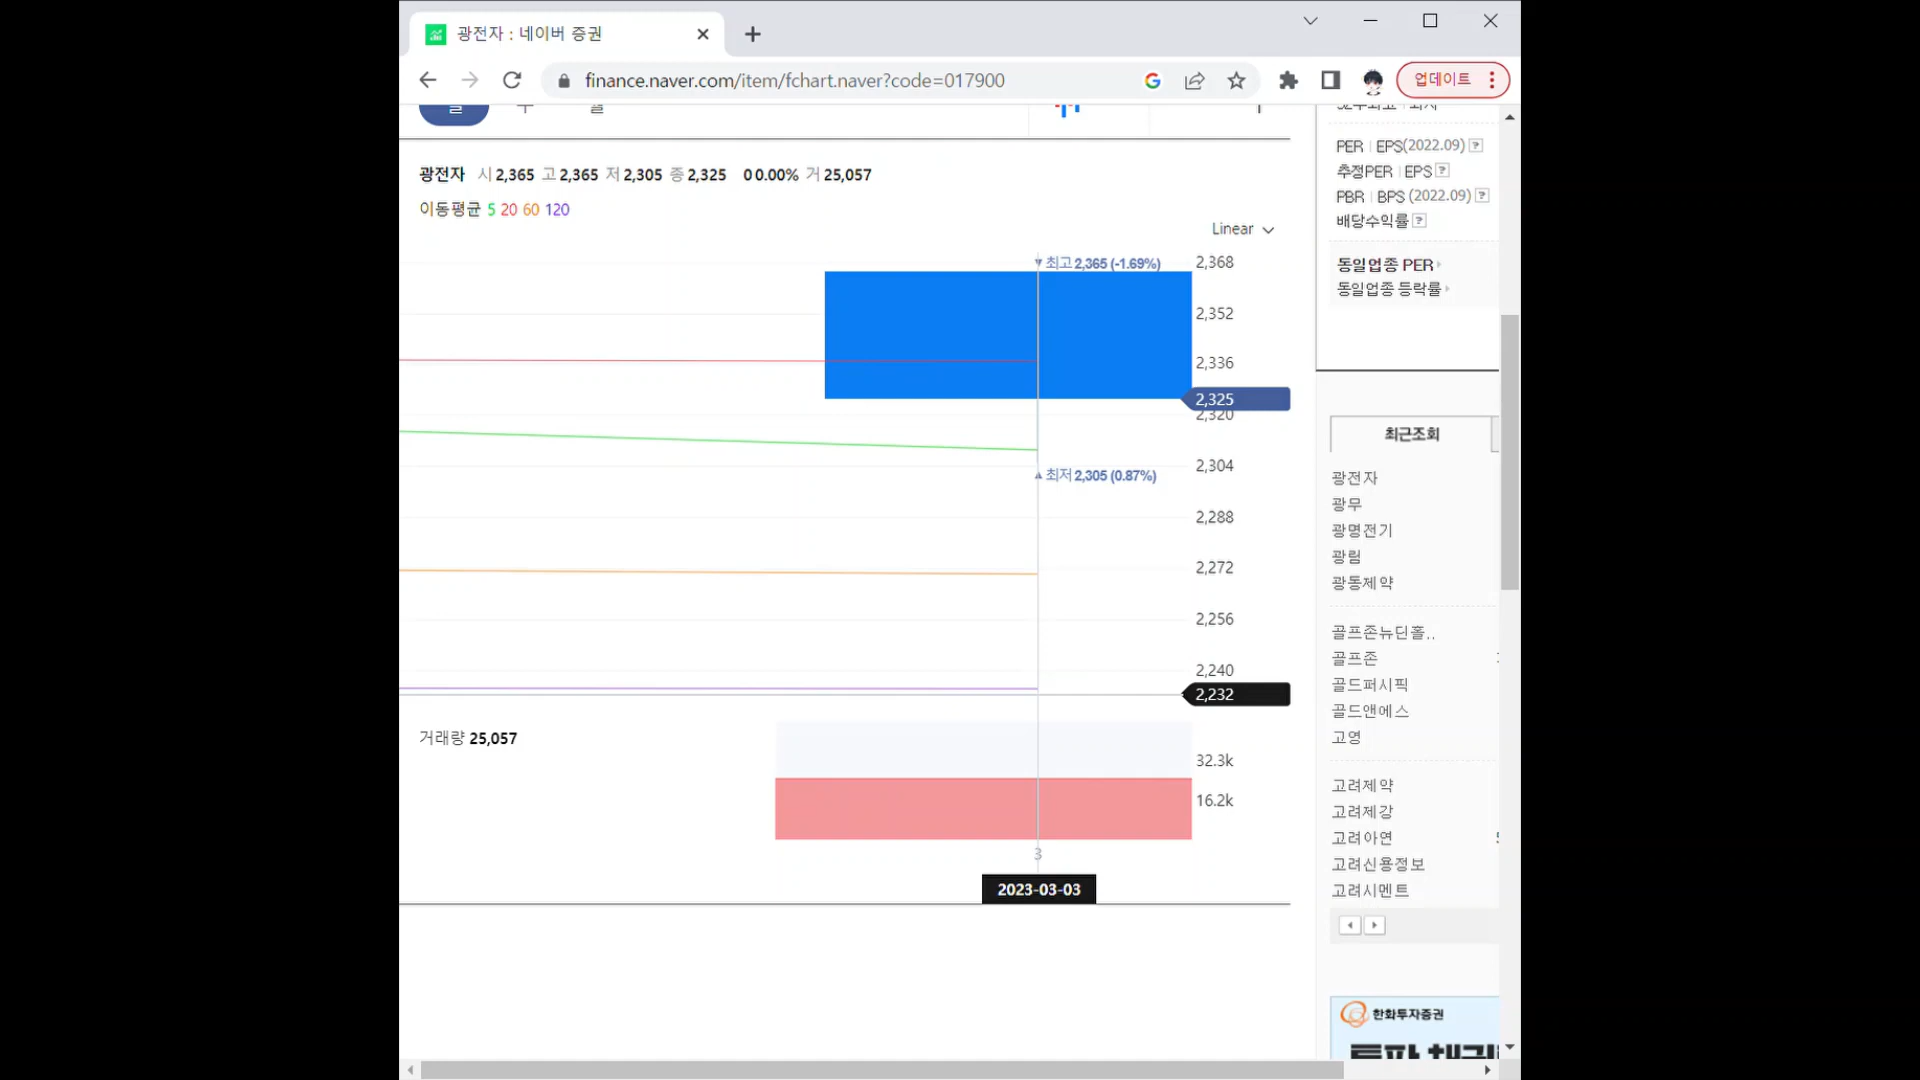 광전자 : 네이버 증권
finance.naver.com/item/fchart.naver?code=017900
업데이트
광전자 시 2,365 고 2,365 저 2,305 종 2,325 0 0.00% 거 25,057
이동평균 5 20 60 120
Linear
최고 2,365 (-1.69%)
2,368
2,352
2,336
2,325
2,320
2,304
최저 2,305 (0.87%)
2,288
2,272
2,256
2,240
2,232
거래량 25,057
32.3k
16.2k
3
2023-03-03
PER | EPS(2022.09) ?
추정PER | EPS ?
PBR | BPS (2022.09) ?
배당수익률 ?
동일업종 PER
동일업종 등락률
최근조회
광전자
광무
광명전기
광림
광동제약
골프존뉴딘홀..
골프존
골드퍼시픽
골드앤에스
고영
고려제약
고려제강
고려아연
고려신용정보
고려시멘트
한화투자증권